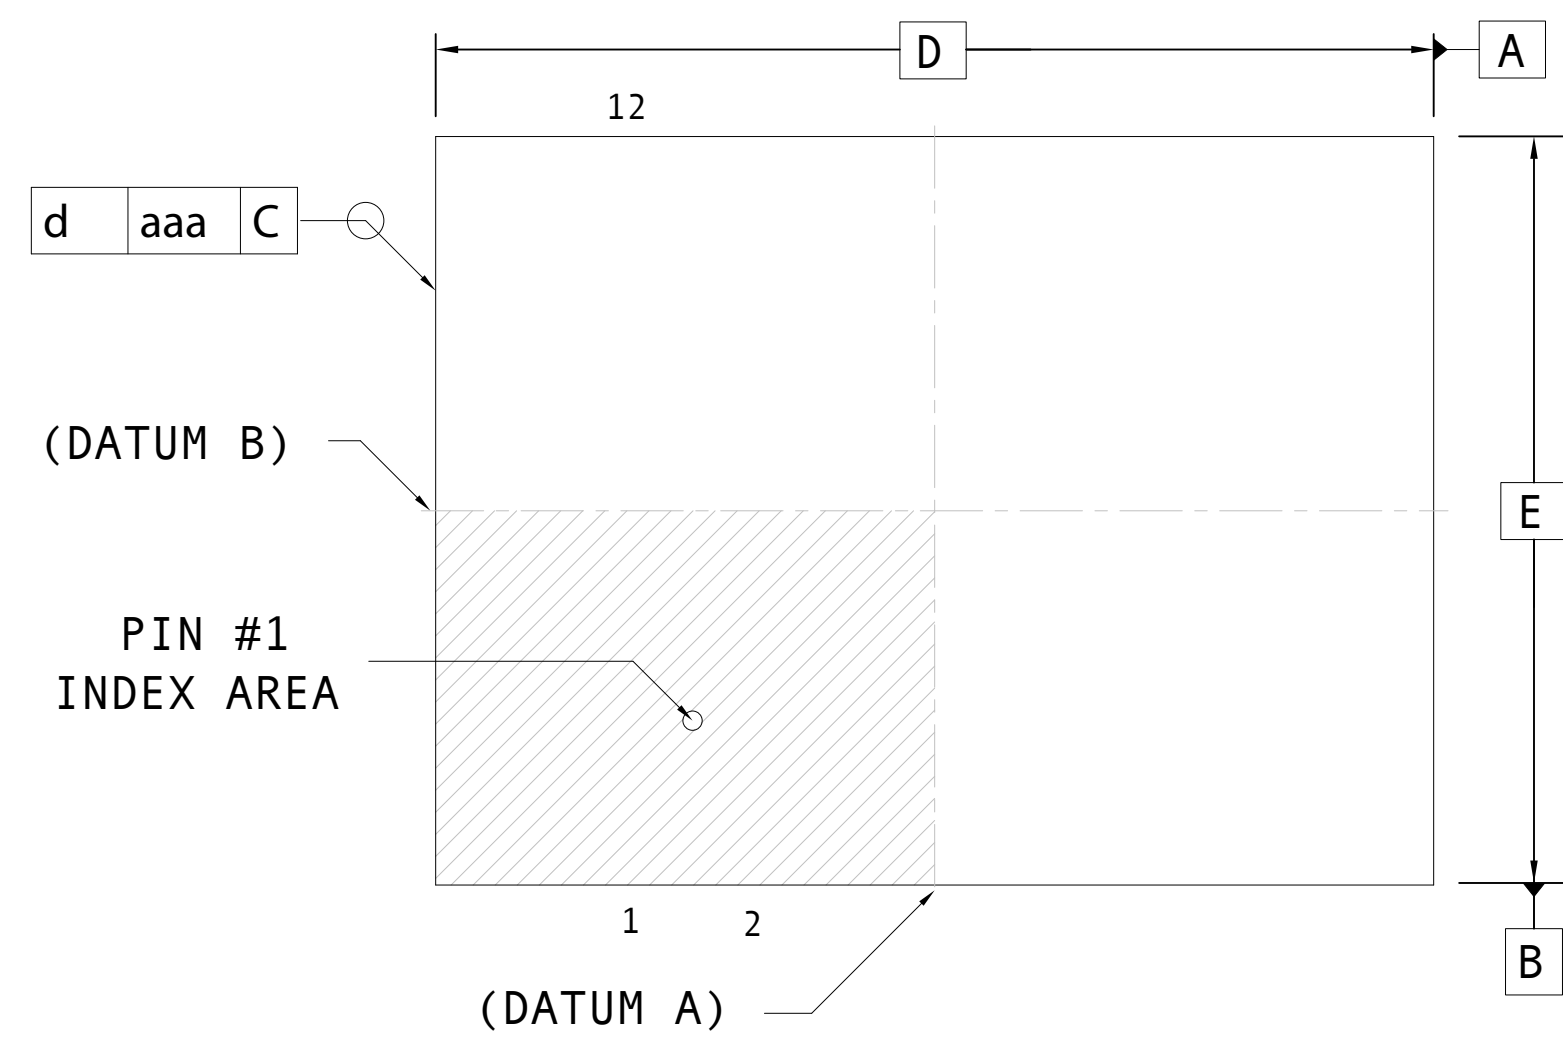 D
A
12
d aaa C
(DATUM B)
E
PIN #1
INDEX AREA
1 2
B
(DATUM A)